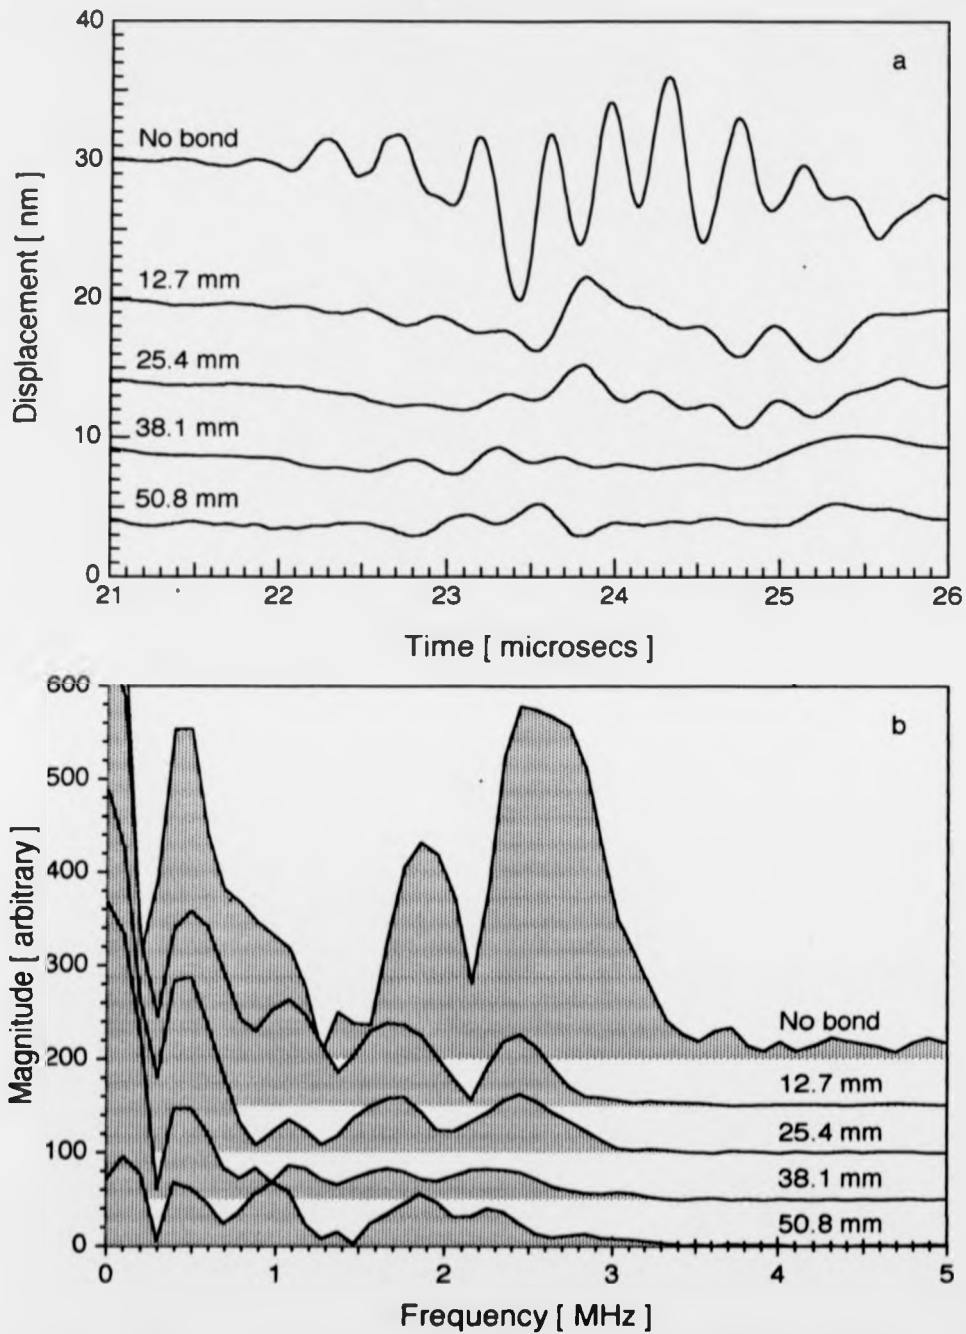 40
a
No bond
30
12.7 mm
20
25.4 mm
38.1 mm
10
50.8 mm
0
21 22 23 24 25 26
Displacement [ nm ]
Time [ microsecs ]
600
b
500
400
300
No bond
200
12.7 mm
25.4 mm
100
38.1 mm
50.8 mm
0
0 1 2 3 4 5
Magnitude [ arbitrary ]
Frequency [ MHz ]